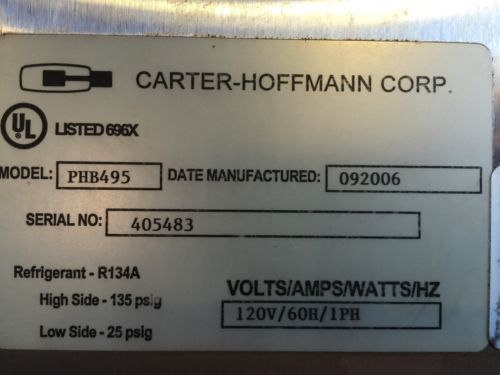 CARTER-HOFFMANN CORP.
UL LISTED 696X
MODEL: PHB495 DATE MANUFACTURED: 092006
SERIAL NO: 405483
Refrigerant - R134A
High Side - 135 psig
Low Side - 25 psig
VOLTS/AMPS/WATTS/HZ
120V/60H/1PH